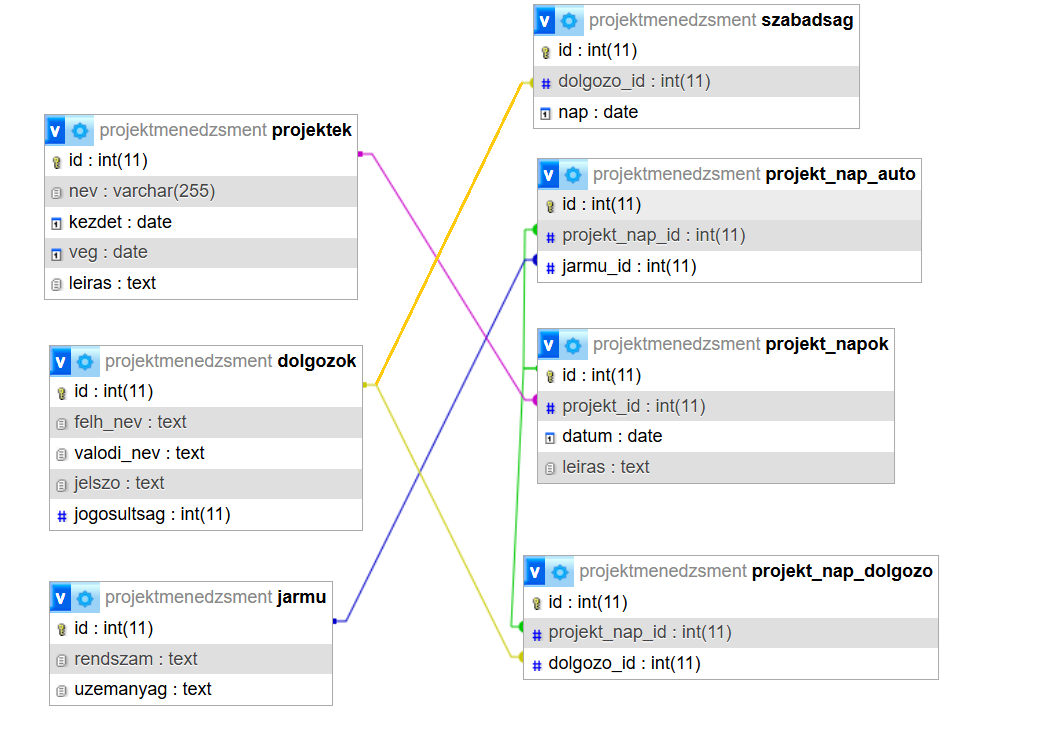 projektmenedzsment szabadsag
id : int(11)
dolgozo_id : int(11)
nap : date
projektmenedzsment projektek
id : int(11)
nev : varchar(255)
kezdet : date
veg : date
leiras : text
projektmenedzsment projekt_nap_auto
id : int(11)
projekt_nap_id : int(11)
jarmu_id : int(11)
projektmenedzsment dolgozok
id : int(11)
felh_nev : text
valodi_nev : text
jelszo : text
jogosultsag : int(11)
projektmenedzsment projekt_napok
id : int(11)
projekt_id : int(11)
datum : date
leiras : text
projektmenedzsment jarmu
id : int(11)
rendszam : text
uzemanyag : text
projektmenedzsment projekt_nap_dolgozo
id : int(11)
projekt_nap_id : int(11)
dolgozo_id : int(11)